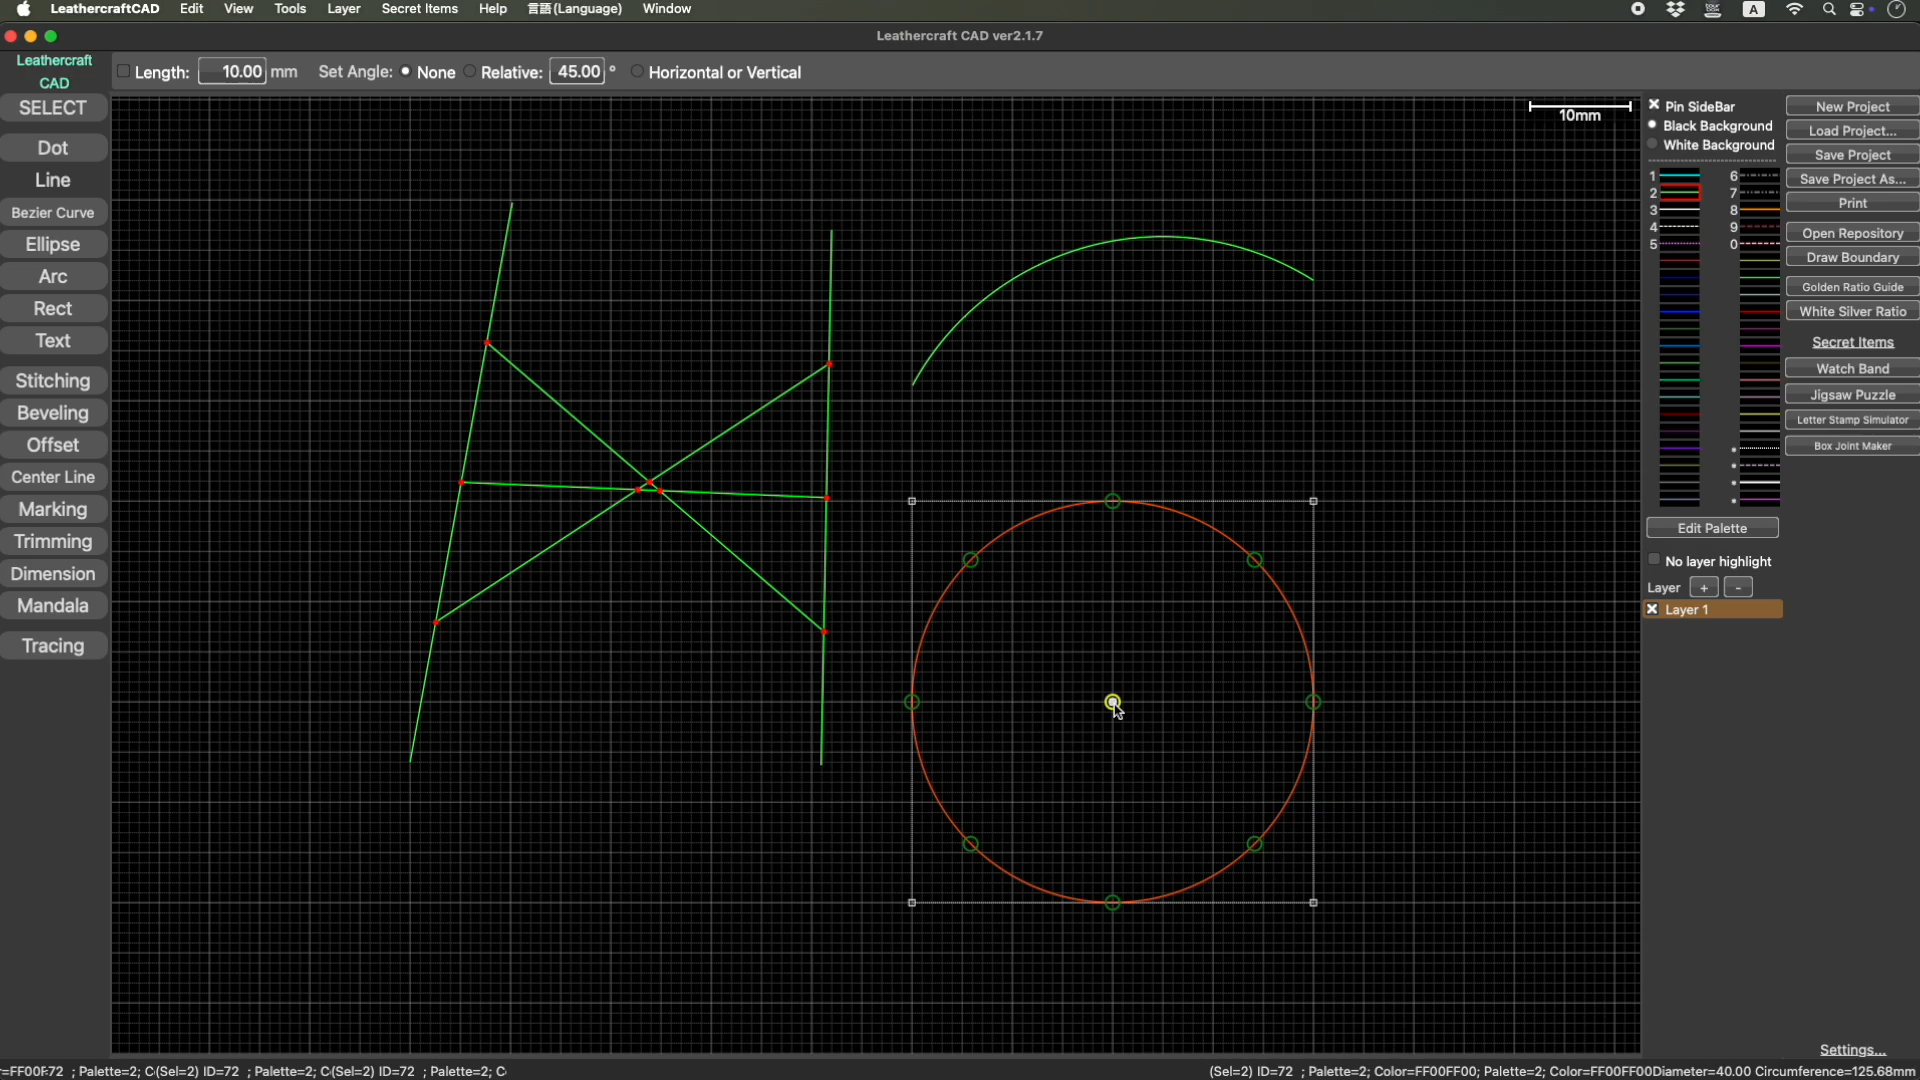 LeathercraftCAD Edit View Tools Layer Secret Items Help 言語(Language) Window
A
Leathercraft CAD ver2.1.7
Leathercraft
CAD
Length: 10.00 mm Set Angle: None Relative: 45.00 ° Horizontal or Vertical
SELECT
Dot
Line
Bezier Curve
Ellipse
Arc
Rect
Text
Stitching
Beveling
Offset
Center Line
Marking
Trimming
Dimension
Mandala
Tracing
10mm
Pin SideBar
Black Background
White Background
1 6
2 7
3 8
4 9
5 0
Edit Palette
No layer highlight
Layer + -
Layer 1
New Project
Load Project...
Save Project
Save Project As...
Print
Open Repository
Draw Boundary
Golden Ratio Guide
White Silver Ratio
Secret Items
Watch Band
Jigsaw Puzzle
Letter Stamp Simulator
Box Joint Maker
Settings...
=FF00F72 ; Palette=2; C(Sel=2) ID=72 ; Palette=2; C(Sel=2) ID=72 ; Palette=2; C
(Sel=2) ID=72 ; Palette=2; Color=FF00FF00; Palette=2; Color=FF00FF00Diameter=40.00 Circumference=125.68mm